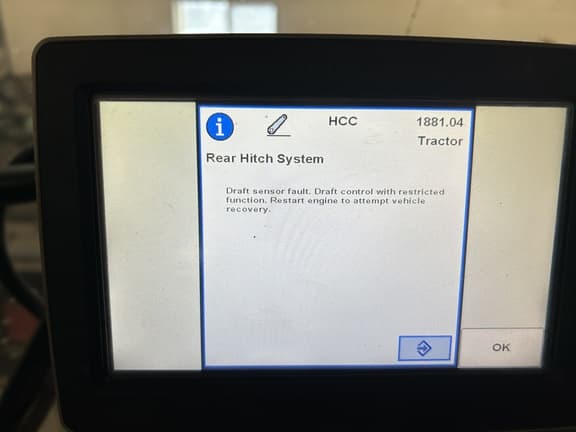 i
HCC
1881.04
Tractor
Rear Hitch System
Draft sensor fault. Draft control with restricted
function. Restart engine to attempt vehicle
recovery.
OK